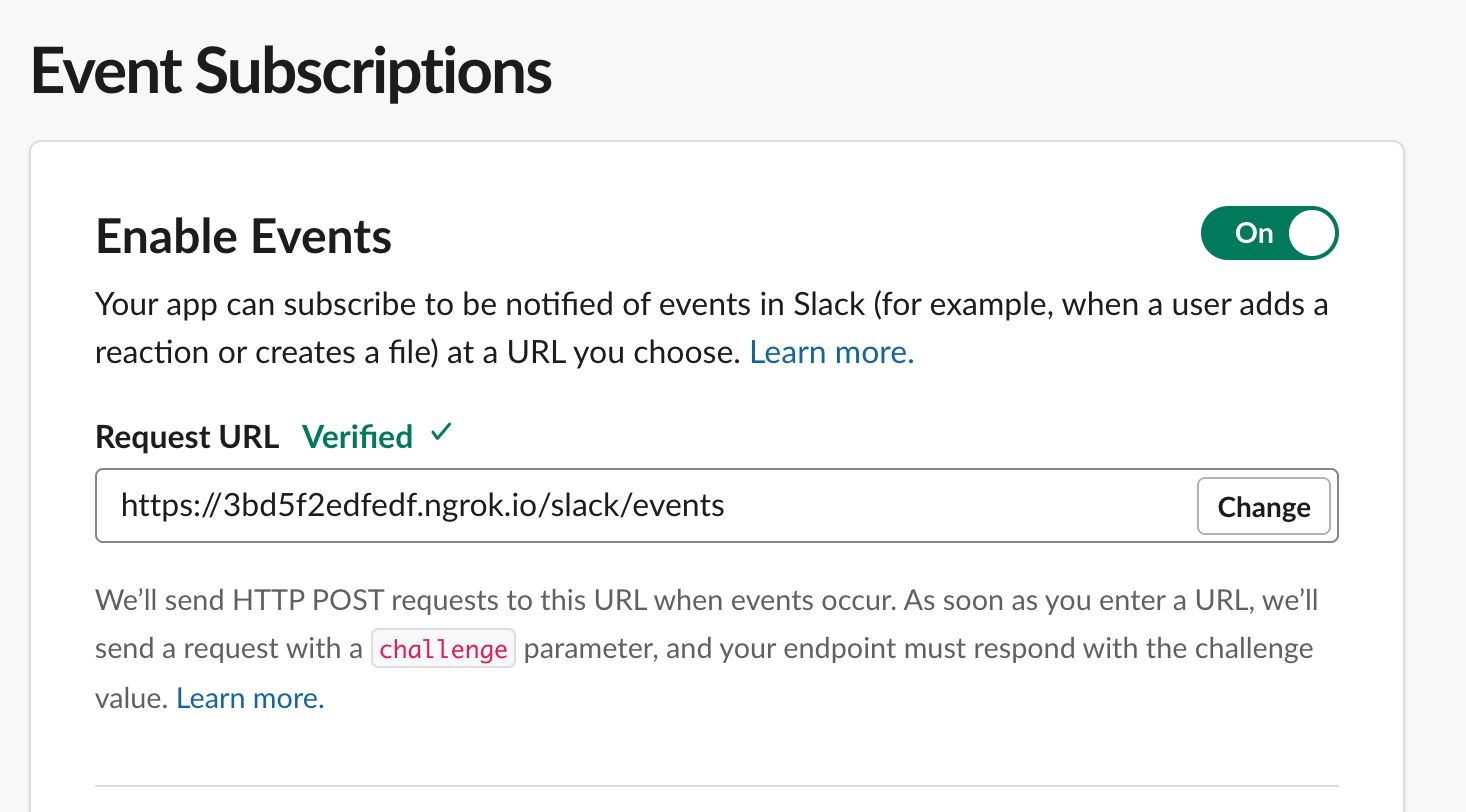 Event Subscriptions
Enable Events
On
Your app can subscribe to be notified of events in Slack (for example, when a user adds a
reaction or creates a file) at a URL you choose. Learn more.
Request URL Verified ✓
https://3bd5f2edfedf.ngrok.io/slack/events
Change
We’ll send HTTP POST requests to this URL when events occur. As soon as you enter a URL, we’ll
send a request with a challenge parameter, and your endpoint must respond with the challenge
value. Learn more.